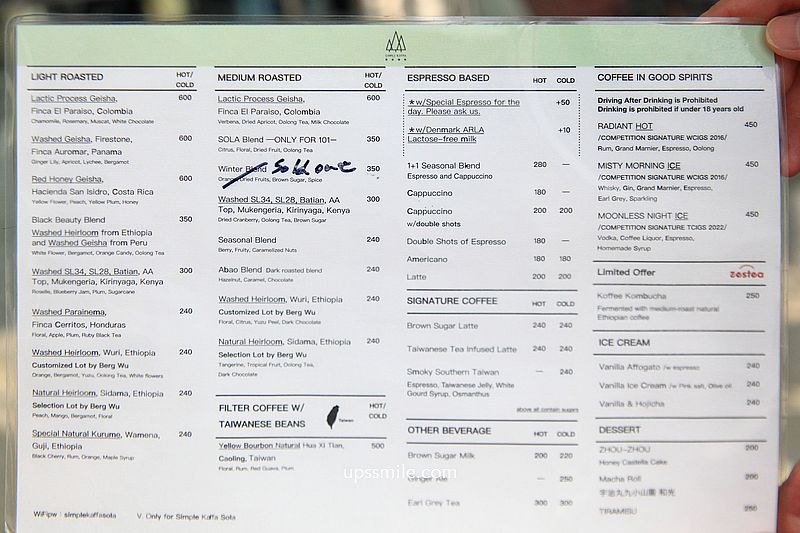 SIMPLE KAFFA
LIGHT ROASTED
HOT/
COLD
Lactic Process Geisha,
600
Finca El Paraiso, Colombia
Chamomile, Rosemary, Muscat, White Chocolate
Washed Geisha, Firestone,
600
Finca Auromar, Panama
Ginger Lily, Apricot, Lychee, Bergamot
Red Honey Geisha,
600
Hacienda San Isidro, Costa Rica
Yellow Flower, Peach, Yellow Plum, Honey
Black Beauty Blend
350
Washed Heirloom from Ethiopia
and Washed Geisha from Peru
White Flower, Bergamot, Orange Candy, Oolong Tea
Washed SL34, SL28, Batian, AA
300
Top, Mukengeria, Kirinyaga, Kenya
Roselle, Blueberry Jam, Plum, Sugarcane
Washed Parainema,
240
Finca Cerritos, Honduras
Floral, Apple, Plum, Ruby Black Tea
Washed Heirloom, Wuri, Ethiopia
240
Customized Lot by Berg Wu
Orange, Bergamot, Yuzu, Oolong Tea, White flowers
Natural Heirloom, Sidama, Ethiopia
240
Selection Lot by Berg Wu
Peach, Mango, Bergamot, Floral
Special Natural Kurume, Wamena,
240
Guji, Ethiopia
Black Cherry, Rum, Orange, Maple Syrup
WiFipw : simplekaffasola
V. Only for Simple Kaffa Sola
MEDIUM ROASTED
HOT/
COLD
Lactic Process Geisha,
600
Finca El Paraiso, Colombia
Verbena, Dried Apricot, Oolong Tea, Milk Chocolate
SOLA Blend —ONLY FOR 101—
350
Citrus, Floral, Dried Fruit, Oolong Tea
Winter Blend
Sold out
350
Orange, Dried Fruits, Brown Sugar, Spice
Washed SL34, SL28, Batian, AA
300
Top, Mukengeria, Kirinyaga, Kenya
Dried Cranberry, Oolong Tea, Brown Sugar
Seasonal Blend
240
Berry, Fruity, Caramelized Nuts
Abao Blend Dark roasted blend
240
Hazelnut, Caramel, Chocolate
Washed Heirloom, Wuri, Ethiopia
240
Customized Lot by Berg Wu
Floral, Citrus, Yuzu Peel, Dark Chocolate
Natural Heirloom, Sidama, Ethiopia
240
Selection Lot by Berg Wu
Tangerine, Tropical Fruit, Oolong Tea,
Dark Chocolate
FILTER COFFEE W/
TAIWANESE BEANS
Taiwan
HOT/
COLD
Yellow Bourbon Natural Hua Xi Tian,
500
Caoling, Taiwan
Floral, Rum, Red Guava, Plum
ESPRESSO BASED
HOT COLD
★w/Special Espresso for the
+50
day. Please ask us.
★w/Denmark ARLA
+10
Lactose-free milk
1+1 Seasonal Blend
280 —
Espresso and Cappuccino
Cappuccino
180 —
Cappuccino
200 200
w/double shots
Double Shots of Espresso
180 —
Americano
180 180
Latte
200 200
SIGNATURE COFFEE
HOT COLD
Brown Sugar Latte
240 240
Taiwanese Tea Infused Latte
240 240
Smoky Southern Taiwan
— 240
Espresso, Taiwanese Jelly, White
Gourd Syrup, Osmanthus
above all contain sugars
OTHER BEVERAGE
HOT COLD
Brown Sugar Milk
200 220
Ginger Ale
— 250
Earl Grey Tea
300 300
COFFEE IN GOOD SPIRITS
Driving After Drinking is Prohibited
Drinking is prohibited if under 18 years old
RADIANT HOT
450
/COMPETITION SIGNATURE WCIGS 2016/
Rum, Grand Marnier, Espresso, Oolong
MISTY MORNING ICE
450
/COMPETITION SIGNATURE WCIGS 2016/
Whisky, Gin, Grand Marnier, Espresso,
Earl Grey, Sparkling
MOONLESS NIGHT ICE
450
/COMPETITION SIGNATURE TCIGS 2022/
Vodka, Coffee Liquor, Espresso,
Homemade Syrup
Limited Offer
zestea
Koffee Kombucha
250
Fermented with medium-roast natural
Ethiopian coffee
ICE CREAM
Vanilla Affogato /w espresso
240
Vanilla Ice Cream /w Pink salt, Olive oil
240
Vanilla & Hojicha
240
DESSERT
ZHOU-ZHOU
200
Honey Castella Cake
Macha Roll
200
宇治丸九小山園 和光
TIRAMISU
250
upssmile.com